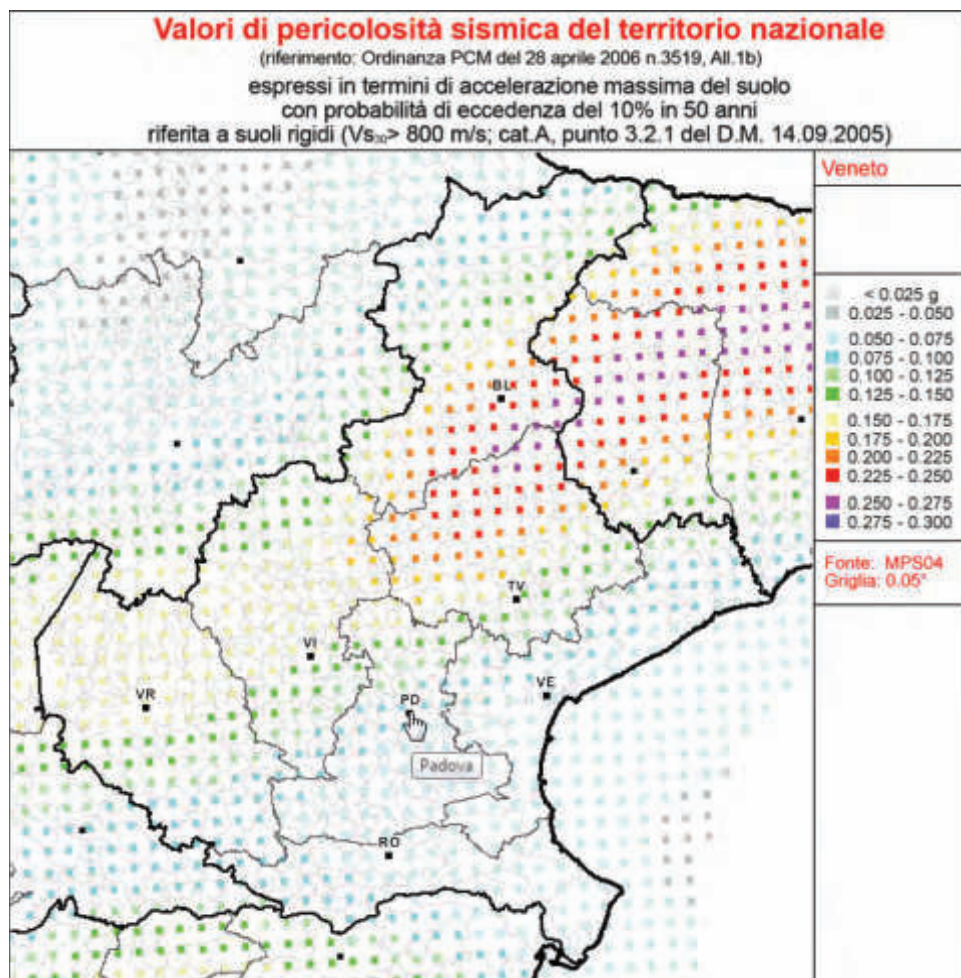 Valori di pericolosità sismica del territorio nazionale
(riferimento: Ordinanza PCM del 28 aprile 2006 n.3519, All.1b)
espressi in termini di accelerazione massima del suolo
con probabilità di eccedenza del 10% in 50 anni
riferita a suoli rigidi (Vs₃₀> 800 m/s; cat.A, punto 3.2.1 del D.M. 14.09.2005)
Veneto
< 0.025 g
0.025 - 0.050
0.050 - 0.075
0.075 - 0.100
0.100 - 0.125
0.125 - 0.150
0.150 - 0.175
0.175 - 0.200
0.200 - 0.225
0.225 - 0.250
0.250 - 0.275
0.275 - 0.300
Fonte: MPS04
Griglia: 0.05°
BL
TV
VI
VR
PD
VE
Padova
RO